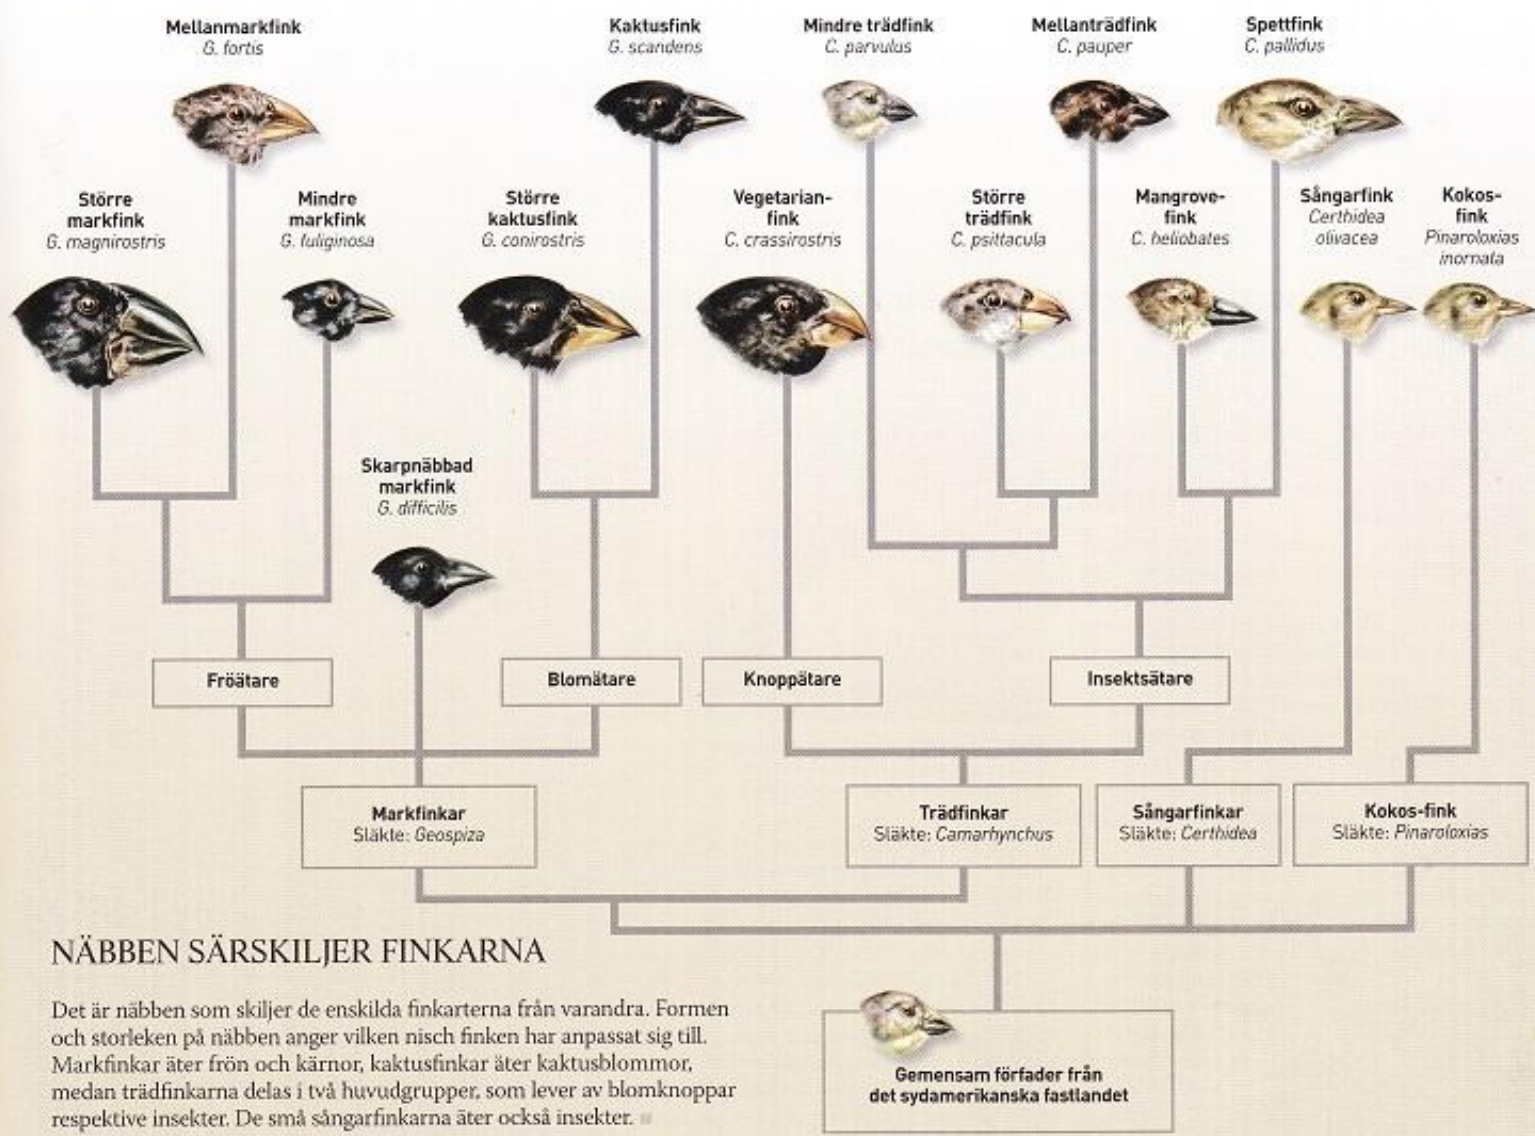 Mellanmarkfink
G. fortis
Kaktusfink
G. scandens
Mindre trädfink
C. parvulus
Mellanträdfink
C. pauper
Spettfink
C. pallidus
Större
markfink
G. magnirostris
Mindre
markfink
G. fuliginosa
Större
kaktusfink
G. conirostris
Vegetarian-
fink
C. crassirostris
Större
trädfink
C. psittacula
Mangrove-
fink
C. heliobates
Sångarfink
Certhidea
olivacea
Kokos-
fink
Pinaroloxias
inornata
Skarpnäbbad
markfink
G. difficilis
Fröätare
Blomätare
Knoppätare
Insektsätare
Markfinkar
Släkte: Geospiza
Trädfinkar
Släkte: Camarhynchus
Sångarfinkar
Släkte: Certhidea
Kokos-fink
Släkte: Pinaroloxias
NÄBBEN SÄRSKILJER FINKARNA
Det är näbben som skiljer de enskilda finkarterna från varandra. Formen
och storleken på näbben anger vilken nisch finken har anpassat sig till.
Markfinkar äter frön och kärnor, kaktusfinkar äter kaktusblommor,
medan trädfinkarna delas i två huvudgrupper, som lever av blomknoppar
respektive insekter. De små sångarfinkarna äter också insekter.
Gemensam förfader från
det sydamerikanska fastlandet